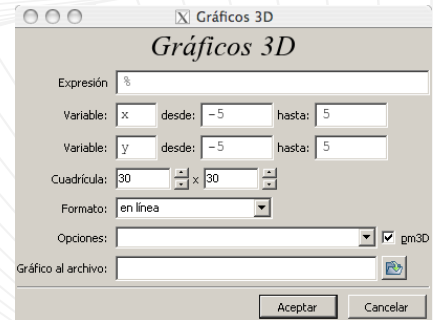 X Gráficos 3D
Gráficos 3D
Expresión %
Variable: x desde: -5 hasta: 5
Variable: y desde: -5 hasta: 5
Cuadrícula: 30 x 30
Formato: en línea
Opciones: pm3D
Gráfico al archivo:
Aceptar Cancelar